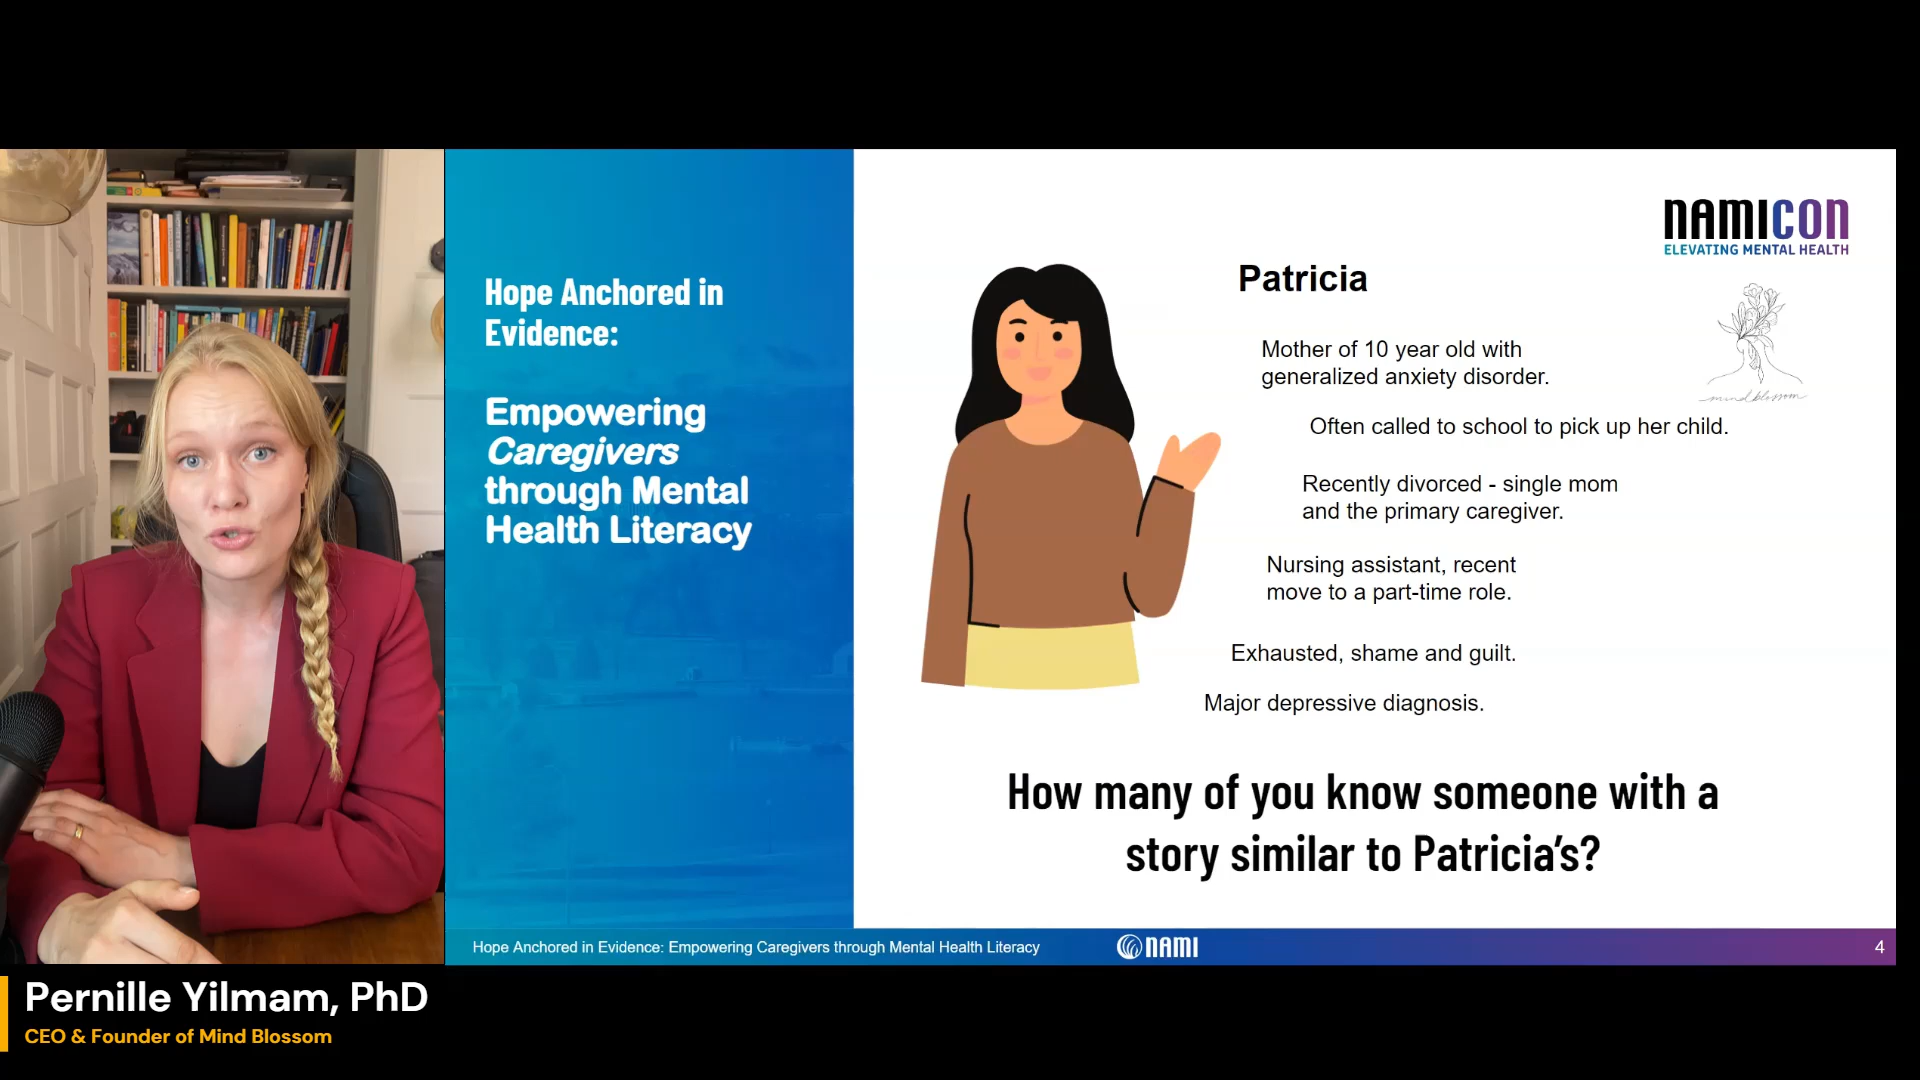 Hope Anchored in
Evidence:
Empowering
Caregivers
through Mental
Health Literacy
NAMICON
ELEVATING MENTAL HEALTH
mind blossom
Patricia
Mother of 10 year old with
generalized anxiety disorder.
Often called to school to pick up her child.
Recently divorced - single mom
and the primary caregiver.
Nursing assistant, recent
move to a part-time role.
Exhausted, shame and guilt.
Major depressive diagnosis.
How many of you know someone with a
story similar to Patricia’s?
Hope Anchored in Evidence: Empowering Caregivers through Mental Health Literacy
NAMI
4
Pernille Yilmam, PhD
CEO & Founder of Mind Blossom